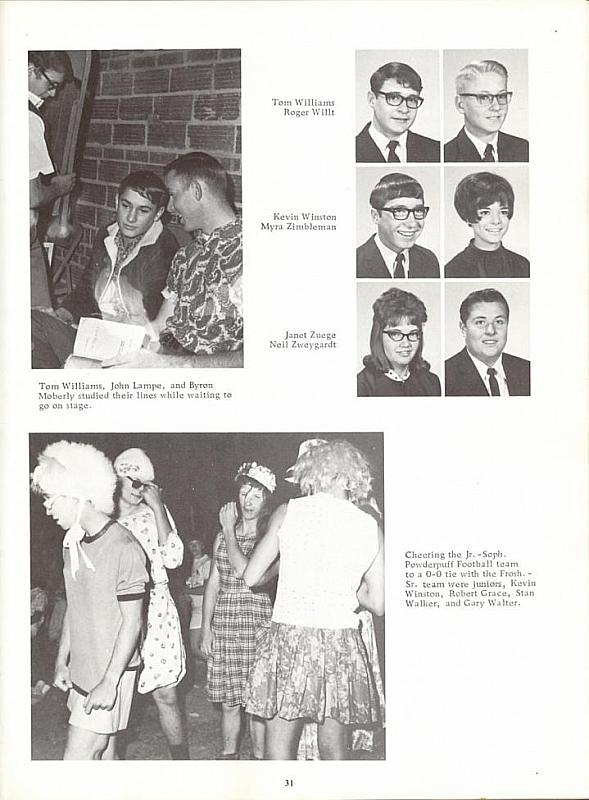 Tom Williams
Roger Willt
Kevin Winston
Myra Zimbleman
Janet Zuege
Neil Zweygardt
Tom Williams, John Lampe, and Byron
Moberly studied their lines while waiting to
go on stage.
Cheering the Jr. -Soph.
Powderpuff Football team
to a 0-0 tie with the Frosh. -
Sr. team were juniors, Kevin
Winston, Robert Grace, Stan
Walker, and Gary Walter.
31